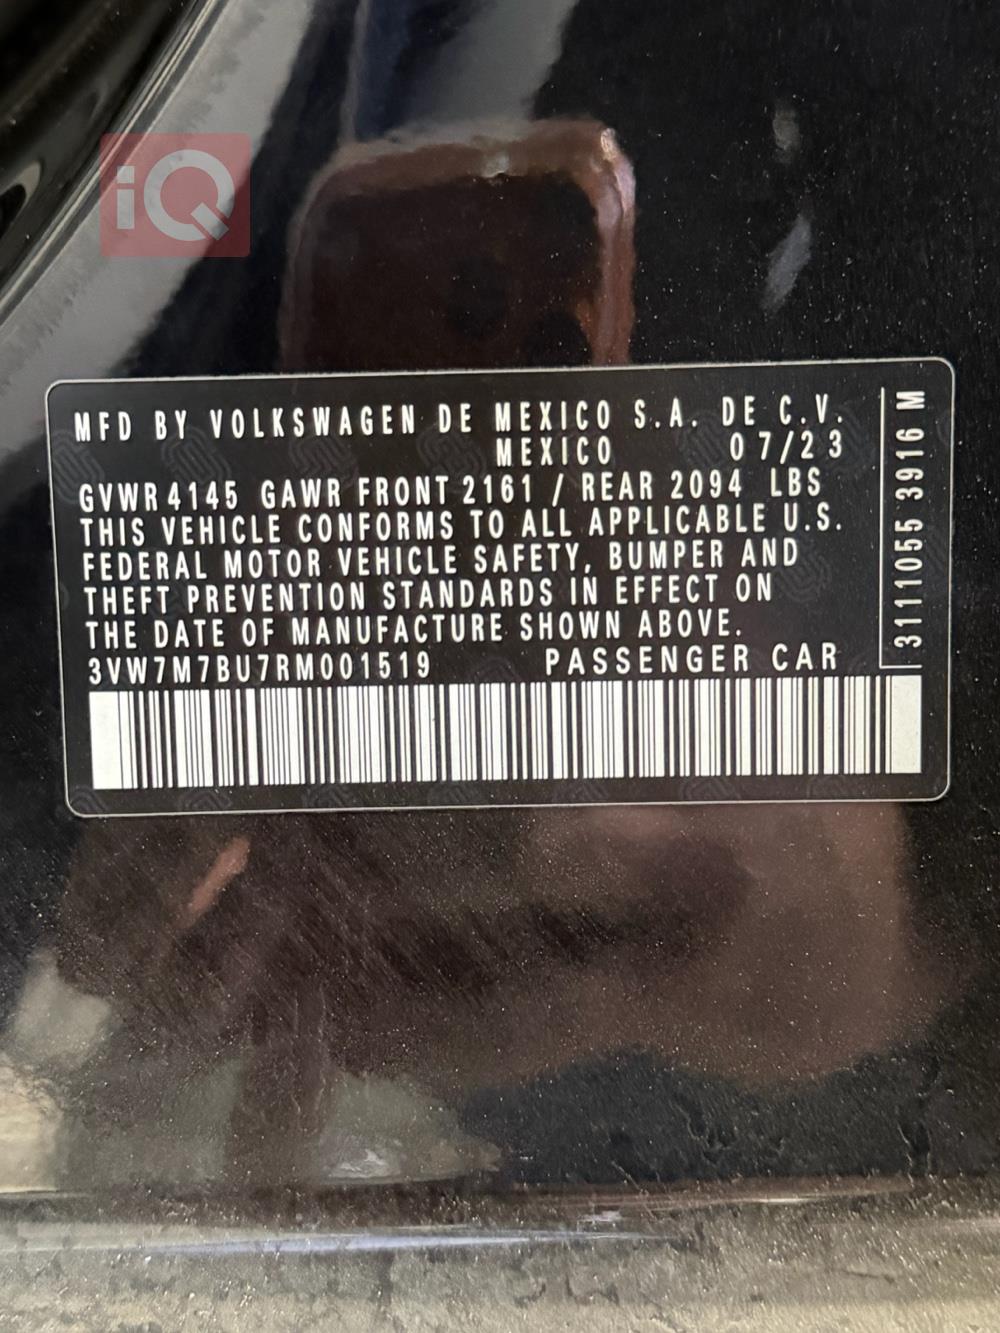 iQ
MFD BY VOLKSWAGEN DE MEXICO S.A. DE C.V.
MEXICO 07/23
GVWR 4145 GAWR FRONT 2161 / REAR 2094 LBS
THIS VEHICLE CONFORMS TO ALL APPLICABLE U.S.
FEDERAL MOTOR VEHICLE SAFETY, BUMPER AND
THEFT PREVENTION STANDARDS IN EFFECT ON
THE DATE OF MANUFACTURE SHOWN ABOVE.
3VW7M7BU7RM001519 PASSENGER CAR
3111055 3916 M